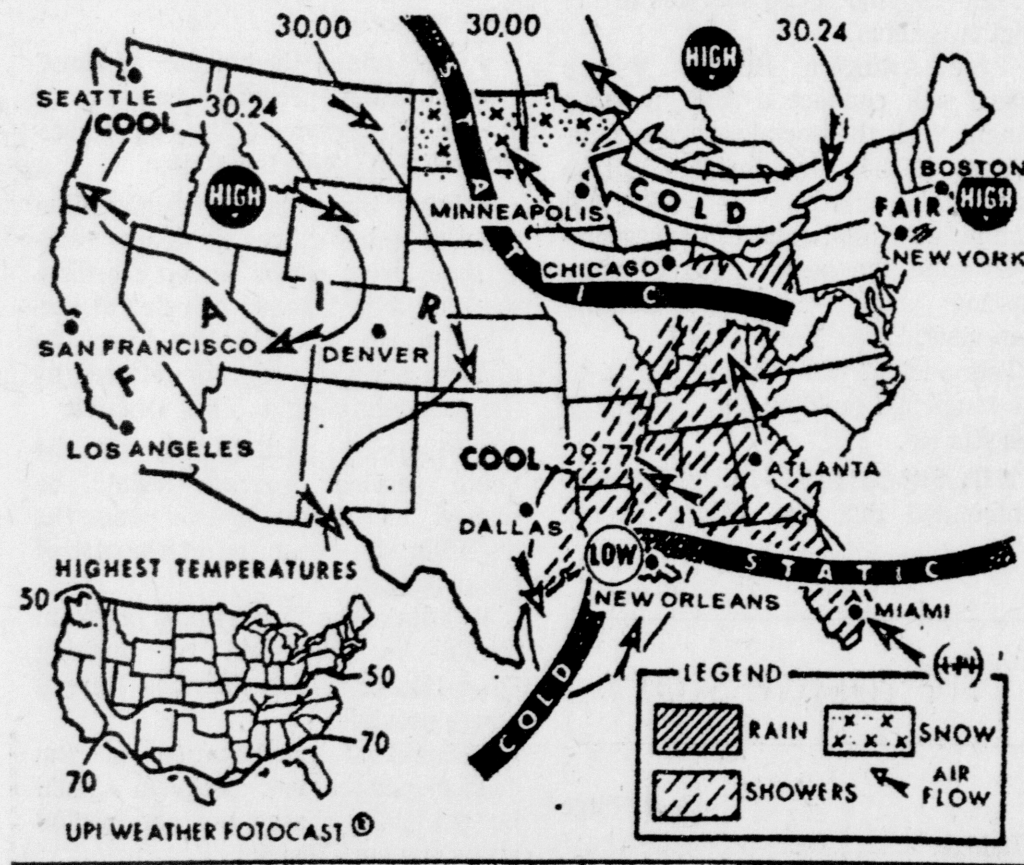 30.00
30.00
30.24
HIGH
STATIC
SEATTLE
COOL
30.24
HIGH
COLD
BOSTON
HIGH
FAIR
MINNEAPOLIS
NEW YORK
CHICAGO
FAIR
SAN FRANCISCO
DENVER
LOS ANGELES
COOL
2977
ATLANTA
DALLAS
LOW
STATIC
NEW ORLEANS
MIAMI
COLD
HIGHEST TEMPERATURES
50
50
70
70
UPI WEATHER FOTOCAST ®
LEGEND
RAIN
SNOW
SHOWERS
AIR
FLOW